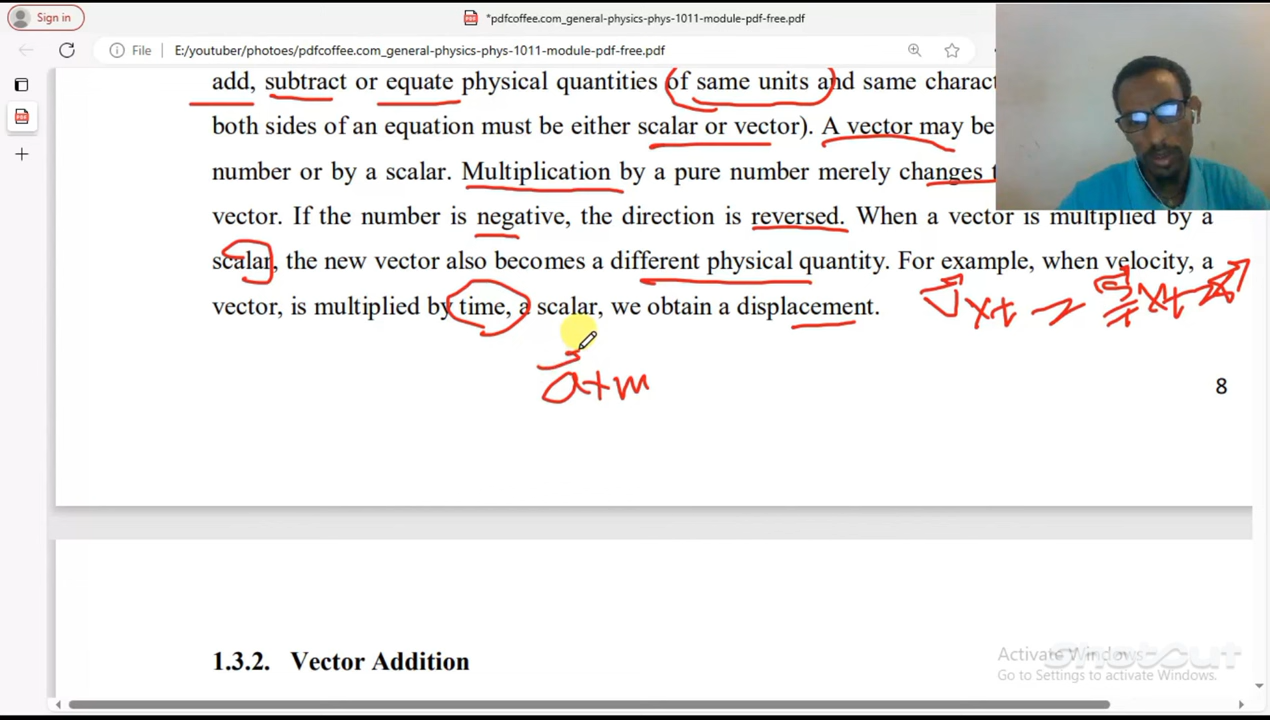 Sign in
*pdfcoffee.com_general-physics-phys-1011-module-pdf-free.pdf
File E:/youtuber/photoes/pdfcoffee.com_general-physics-phys-1011-module-pdf-free.pdf
add, subtract or equate physical quantities of same units and same charact
both sides of an equation must be either scalar or vector). A vector may be
number or by a scalar. Multiplication by a pure number merely changes t
vector. If the number is negative, the direction is reversed. When a vector is multiplied by a
scalar, the new vector also becomes a different physical quantity. For example, when velocity, a
vector, is multiplied by time, a scalar, we obtain a displacement.
a+m
8
1.3.2. Vector Addition
Activate Windows
Go to Settings to activate Windows.
Shotcut